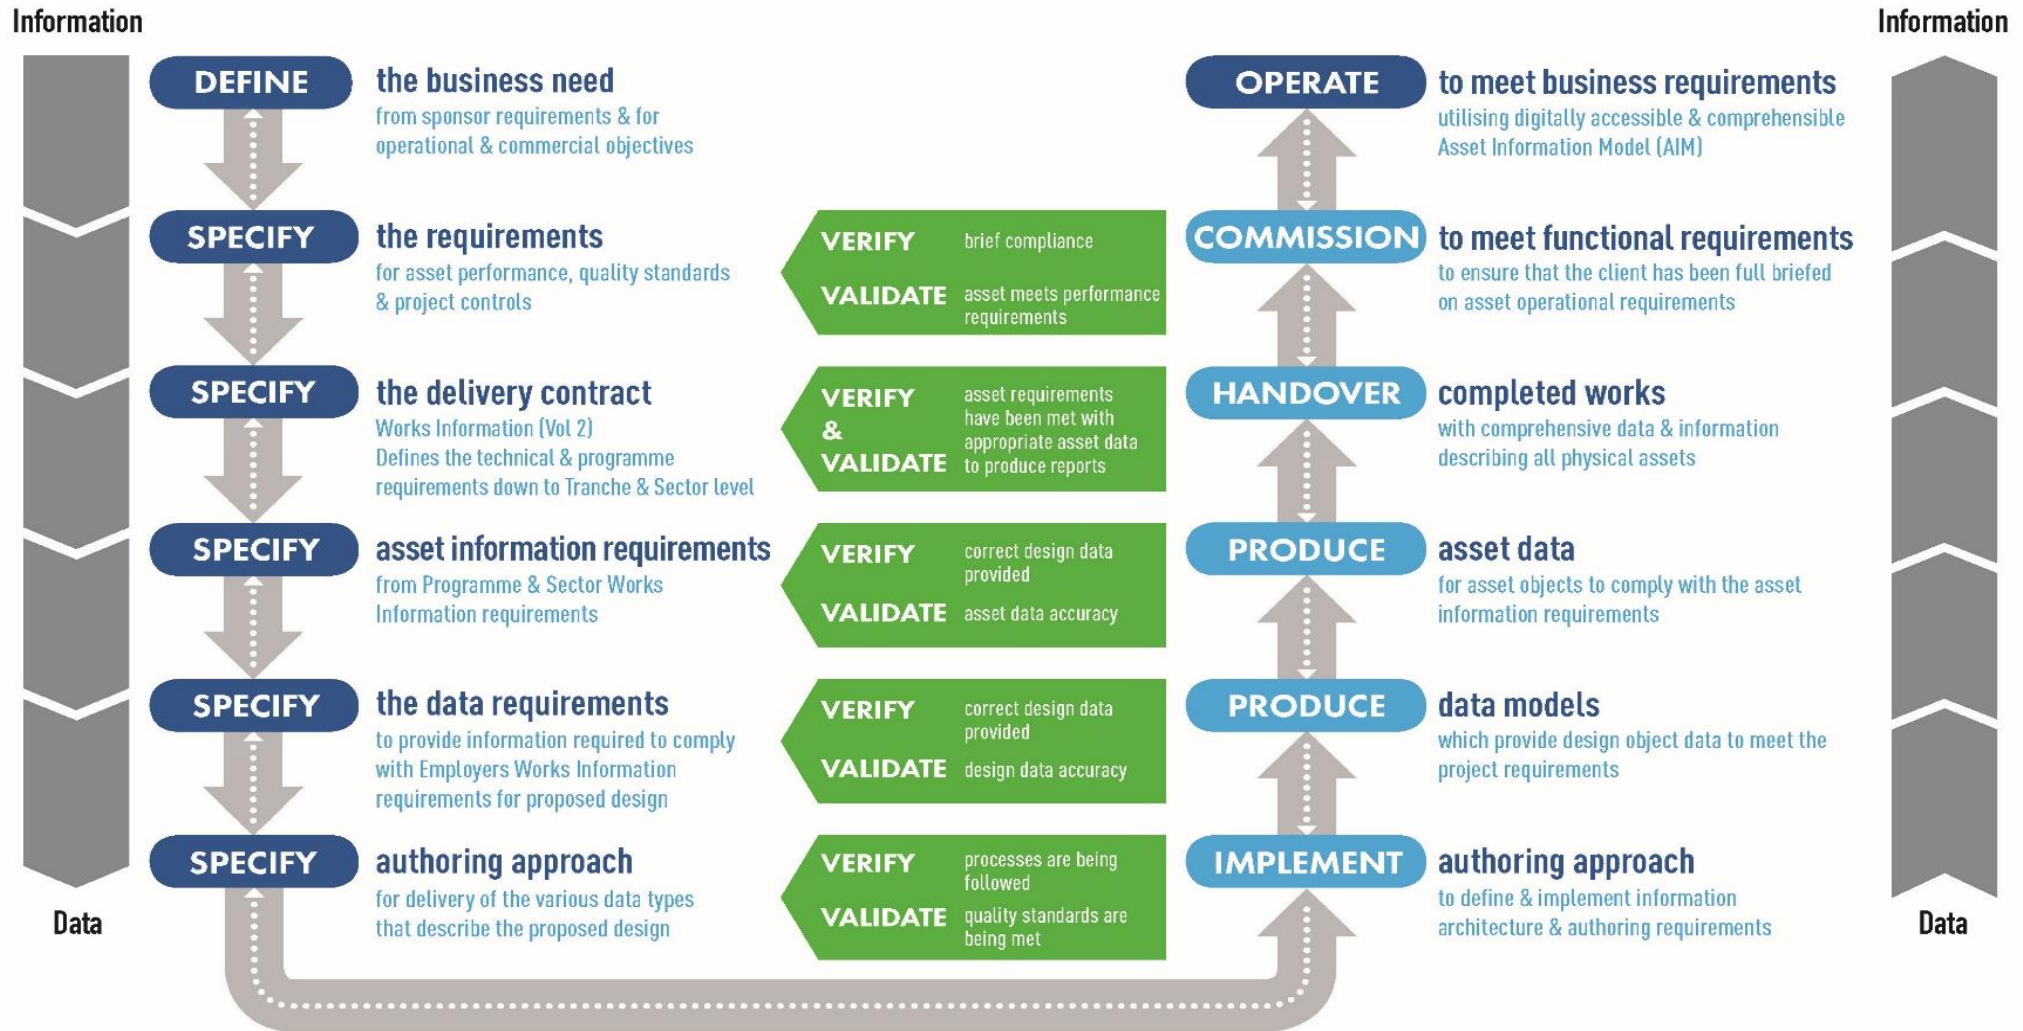 Information
DEFINE
the business need
from sponsor requirements & for
operational & commercial objectives
SPECIFY
the requirements
for asset performance, quality standards
& project controls
SPECIFY
the delivery contract
Works Information (Vol 2)
Defines the technical & programme
requirements down to Tranche & Sector level
SPECIFY
asset information requirements
from Programme & Sector Works
Information requirements
SPECIFY
the data requirements
to provide information required to comply
with Employers Works Information
requirements for proposed design
SPECIFY
authoring approach
for delivery of the various data types
that describe the proposed design
Data
VERIFY
brief compliance
VALIDATE
asset meets performance
requirements
VERIFY
&
VALIDATE
asset requirements
have been met with
appropriate asset data
to produce reports
VERIFY
correct design data
provided
VALIDATE
asset data accuracy
VERIFY
correct design data
provided
VALIDATE
design data accuracy
VERIFY
processes are being
followed
VALIDATE
quality standards are
being met
Information
OPERATE
to meet business requirements
utilising digitally accessible & comprehensible
Asset Information Model (AIM)
COMMISSION
to meet functional requirements
to ensure that the client has been full briefed
on asset operational requirements
HANDOVER
completed works
with comprehensive data & information
describing all physical assets
PRODUCE
asset data
for asset objects to comply with the asset
information requirements
PRODUCE
data models
which provide design object data to meet the
project requirements
IMPLEMENT
authoring approach
to define & implement information
architecture & authoring requirements
Data